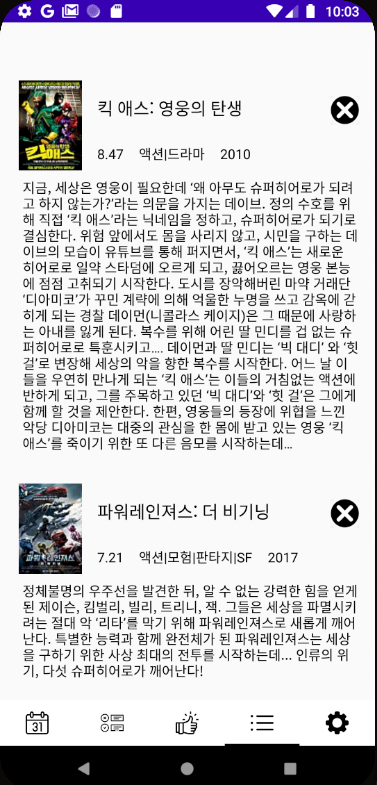 10:03
킥 애스: 영웅의 탄생
8.47 액션|드라마 2010
지금, 세상은 영웅이 필요한데 ‘왜 아무도 슈퍼히어로가 되려
고 하지 않는가?’라는 의문을 가지는 데이브. 정의 수호를 위
해 직접 ‘킥 애스’라는 닉네임을 정하고, 슈퍼히어로가 되기로
결심한다. 위험 앞에서도 몸을 사리지 않고, 시민을 구하는 데
이브의 모습이 유튜브를 통해 퍼지면서, ‘킥 애스’는 새로운
히어로로 일약 스타덤에 오르게 되고, 끓어오르는 영웅 본능
에 점점 고취되기 시작한다. 도시를 장악해버린 마약 거래단
‘디아미코’가 꾸민 계략에 의해 억울한 누명을 쓰고 감옥에 갇
히게 되는 경찰 데이먼(니콜라스 케이지)은 그 때문에 사랑하
는 아내를 잃게 된다. 복수를 위해 어린 딸 민디를 겁 없는 슈
퍼히어로로 특훈시키고.... 데이먼과 딸 민디는 ‘빅 대디’ 와 ‘힛
걸’로 변장해 세상의 악을 향한 복수를 시작한다. 어느 날 이
들을 우연히 만나게 되는 ‘킥 애스’는 이들의 거침없는 액션에
반하게 되고, 그를 주목하고 있던 ‘빅 대디’와 ‘힛 걸’은 그에게
함께 할 것을 제안한다. 한편, 영웅들의 등장에 위협을 느낀
악당 디아미코는 대중의 관심을 한 몸에 받고 있는 영웅 ‘킥
애스’를 죽이기 위한 또 다른 음모를 시작하는데...
킥애스
파워레인져스: 더 비기닝
7.21 액션|모험|판타지|SF 2017
파워레인져스
정체불명의 우주선을 발견한 뒤, 알 수 없는 강력한 힘을 얻게
된 제이슨, 킴벌리, 빌리, 트리니, 잭. 그들은 세상을 파멸시키
려는 절대 악 ‘리타’를 막기 위해 파워레인져스로 새롭게 깨어
난다. 특별한 능력과 함께 완전체가 된 파워레인져스는 세상
을 구하기 위한 사상 최대의 전투를 시작하는데... 인류의 위
기, 다섯 슈퍼히어로가 깨어난다!
31